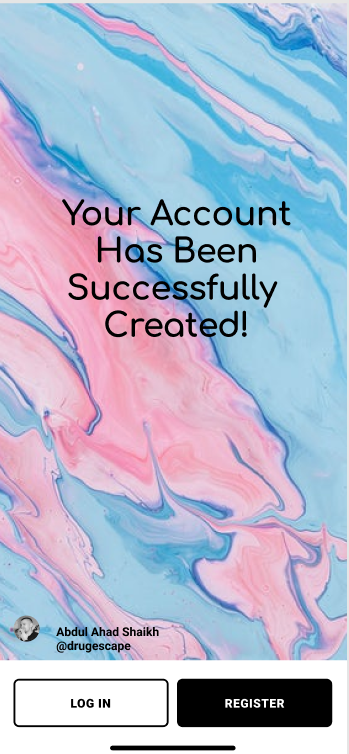 Your Account
Has Been
Successfully
Created!
Abdul Ahad Shaikh
@drugescape
LOG IN
REGISTER